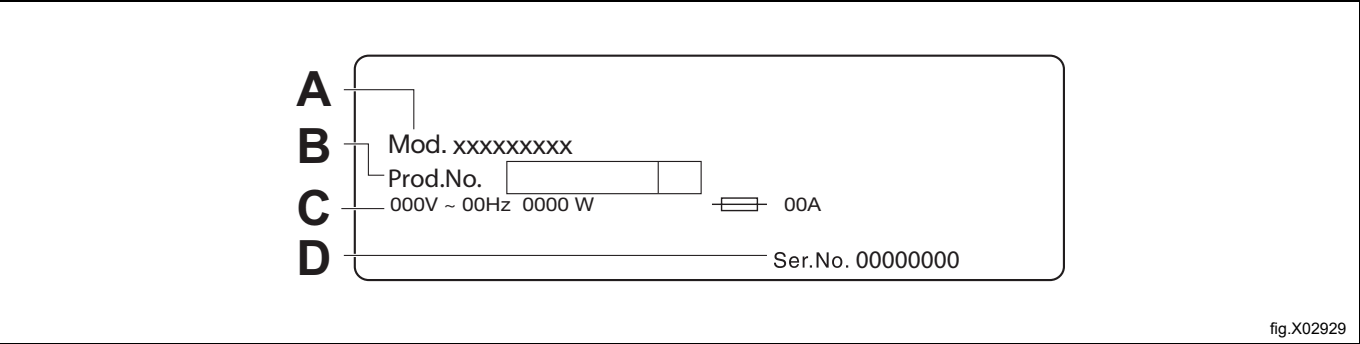 A
Mod. xxxxxxxxx
B
Prod.No.
C
000V ~ 00Hz 0000 W 00A
D
Ser.No. 00000000
fig.X02929